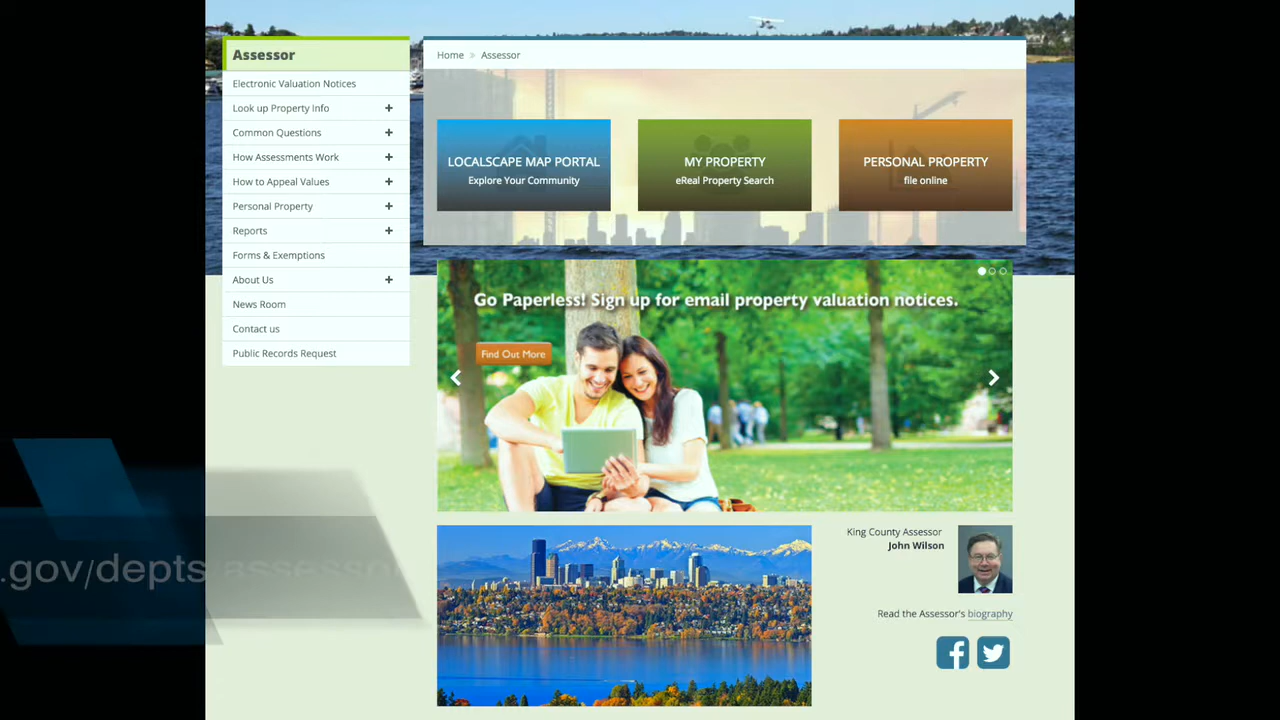 Assessor
Electronic Valuation Notices
Look up Property Info
Common Questions
How Assessments Work
How to Appeal Values
Personal Property
Reports
Forms & Exemptions
About Us
News Room
Contact us
Public Records Request
Home » Assessor
LOCALSCAPE MAP PORTAL
Explore Your Community
MY PROPERTY
eReal Property Search
PERSONAL PROPERTY
file online
Go Paperless! Sign up for email property valuation notices.
Find Out More
King County Assessor
John Wilson
Read the Assessor's biography
.gov/depts